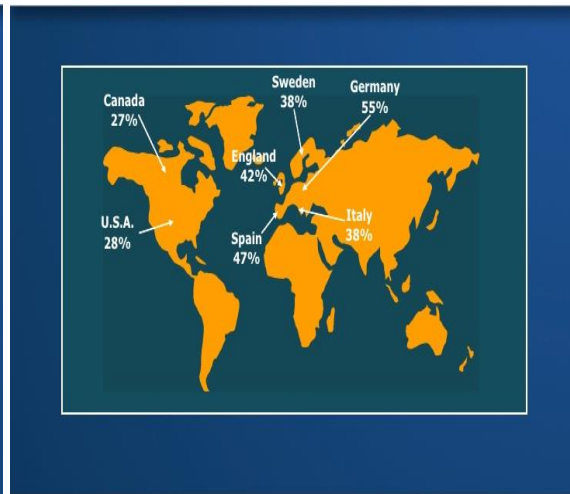 Sweden
38%
Germany
55%
Canada
27%
England
42%
U.S.A.
28%
Spain
47%
Italy
38%